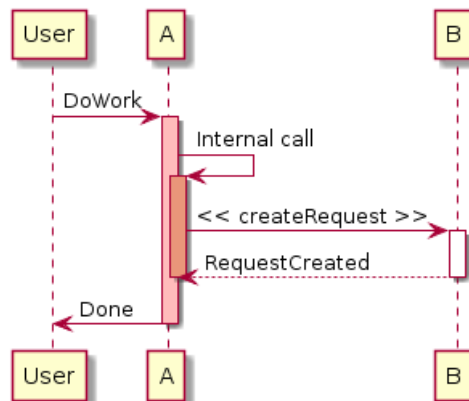 User A B
DoWork
Internal call
<< createRequest >>
RequestCreated
Done
User A B